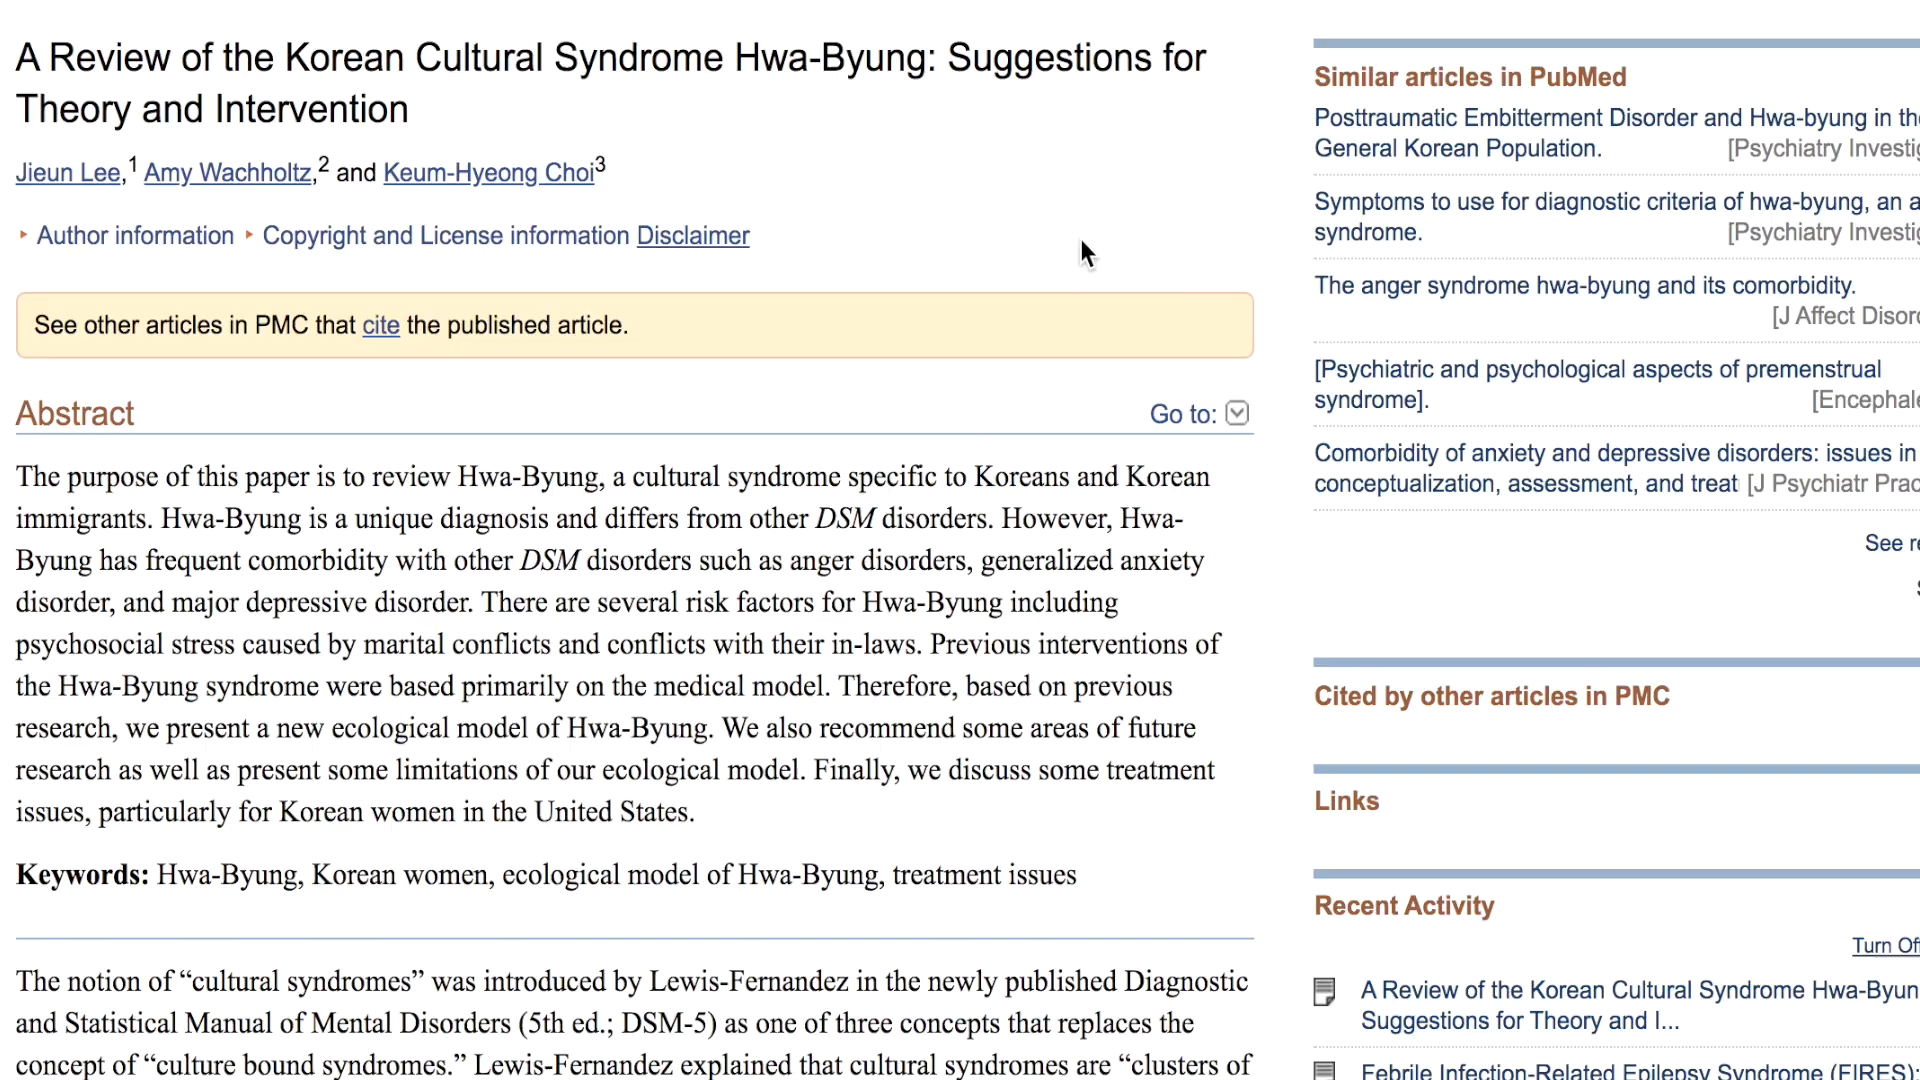 A Review of the Korean Cultural Syndrome Hwa-Byung: Suggestions for
Theory and Intervention
Jieun Lee,1 Amy Wachholtz,2 and Keum-Hyeong Choi3
Author information Copyright and License information Disclaimer
See other articles in PMC that cite the published article.
Abstract
Go to:
The purpose of this paper is to review Hwa-Byung, a cultural syndrome specific to Koreans and Korean
immigrants. Hwa-Byung is a unique diagnosis and differs from other DSM disorders. However, Hwa-
Byung has frequent comorbidity with other DSM disorders such as anger disorders, generalized anxiety
disorder, and major depressive disorder. There are several risk factors for Hwa-Byung including
psychosocial stress caused by marital conflicts and conflicts with their in-laws. Previous interventions of
the Hwa-Byung syndrome were based primarily on the medical model. Therefore, based on previous
research, we present a new ecological model of Hwa-Byung. We also recommend some areas of future
research as well as present some limitations of our ecological model. Finally, we discuss some treatment
issues, particularly for Korean women in the United States.
Keywords: Hwa-Byung, Korean women, ecological model of Hwa-Byung, treatment issues
The notion of “cultural syndromes” was introduced by Lewis-Fernandez in the newly published Diagnostic
and Statistical Manual of Mental Disorders (5th ed.; DSM-5) as one of three concepts that replaces the
concept of “culture bound syndromes.” Lewis-Fernandez explained that cultural syndromes are “clusters of
Similar articles in PubMed
Posttraumatic Embitterment Disorder and Hwa-byung in the
General Korean Population. [Psychiatry Investig
Symptoms to use for diagnostic criteria of hwa-byung, an a
syndrome. [Psychiatry Investig
The anger syndrome hwa-byung and its comorbidity.
[J Affect Disord
[Psychiatric and psychological aspects of premenstrual
syndrome]. [Encephale
Comorbidity of anxiety and depressive disorders: issues in
conceptualization, assessment, and treat [J Psychiatr Prac
See re
Cited by other articles in PMC
Links
Recent Activity
Turn Off
A Review of the Korean Cultural Syndrome Hwa-Byun
Suggestions for Theory and I...
Febrile Infection-Related Epilepsy Syndrome (FIRES):